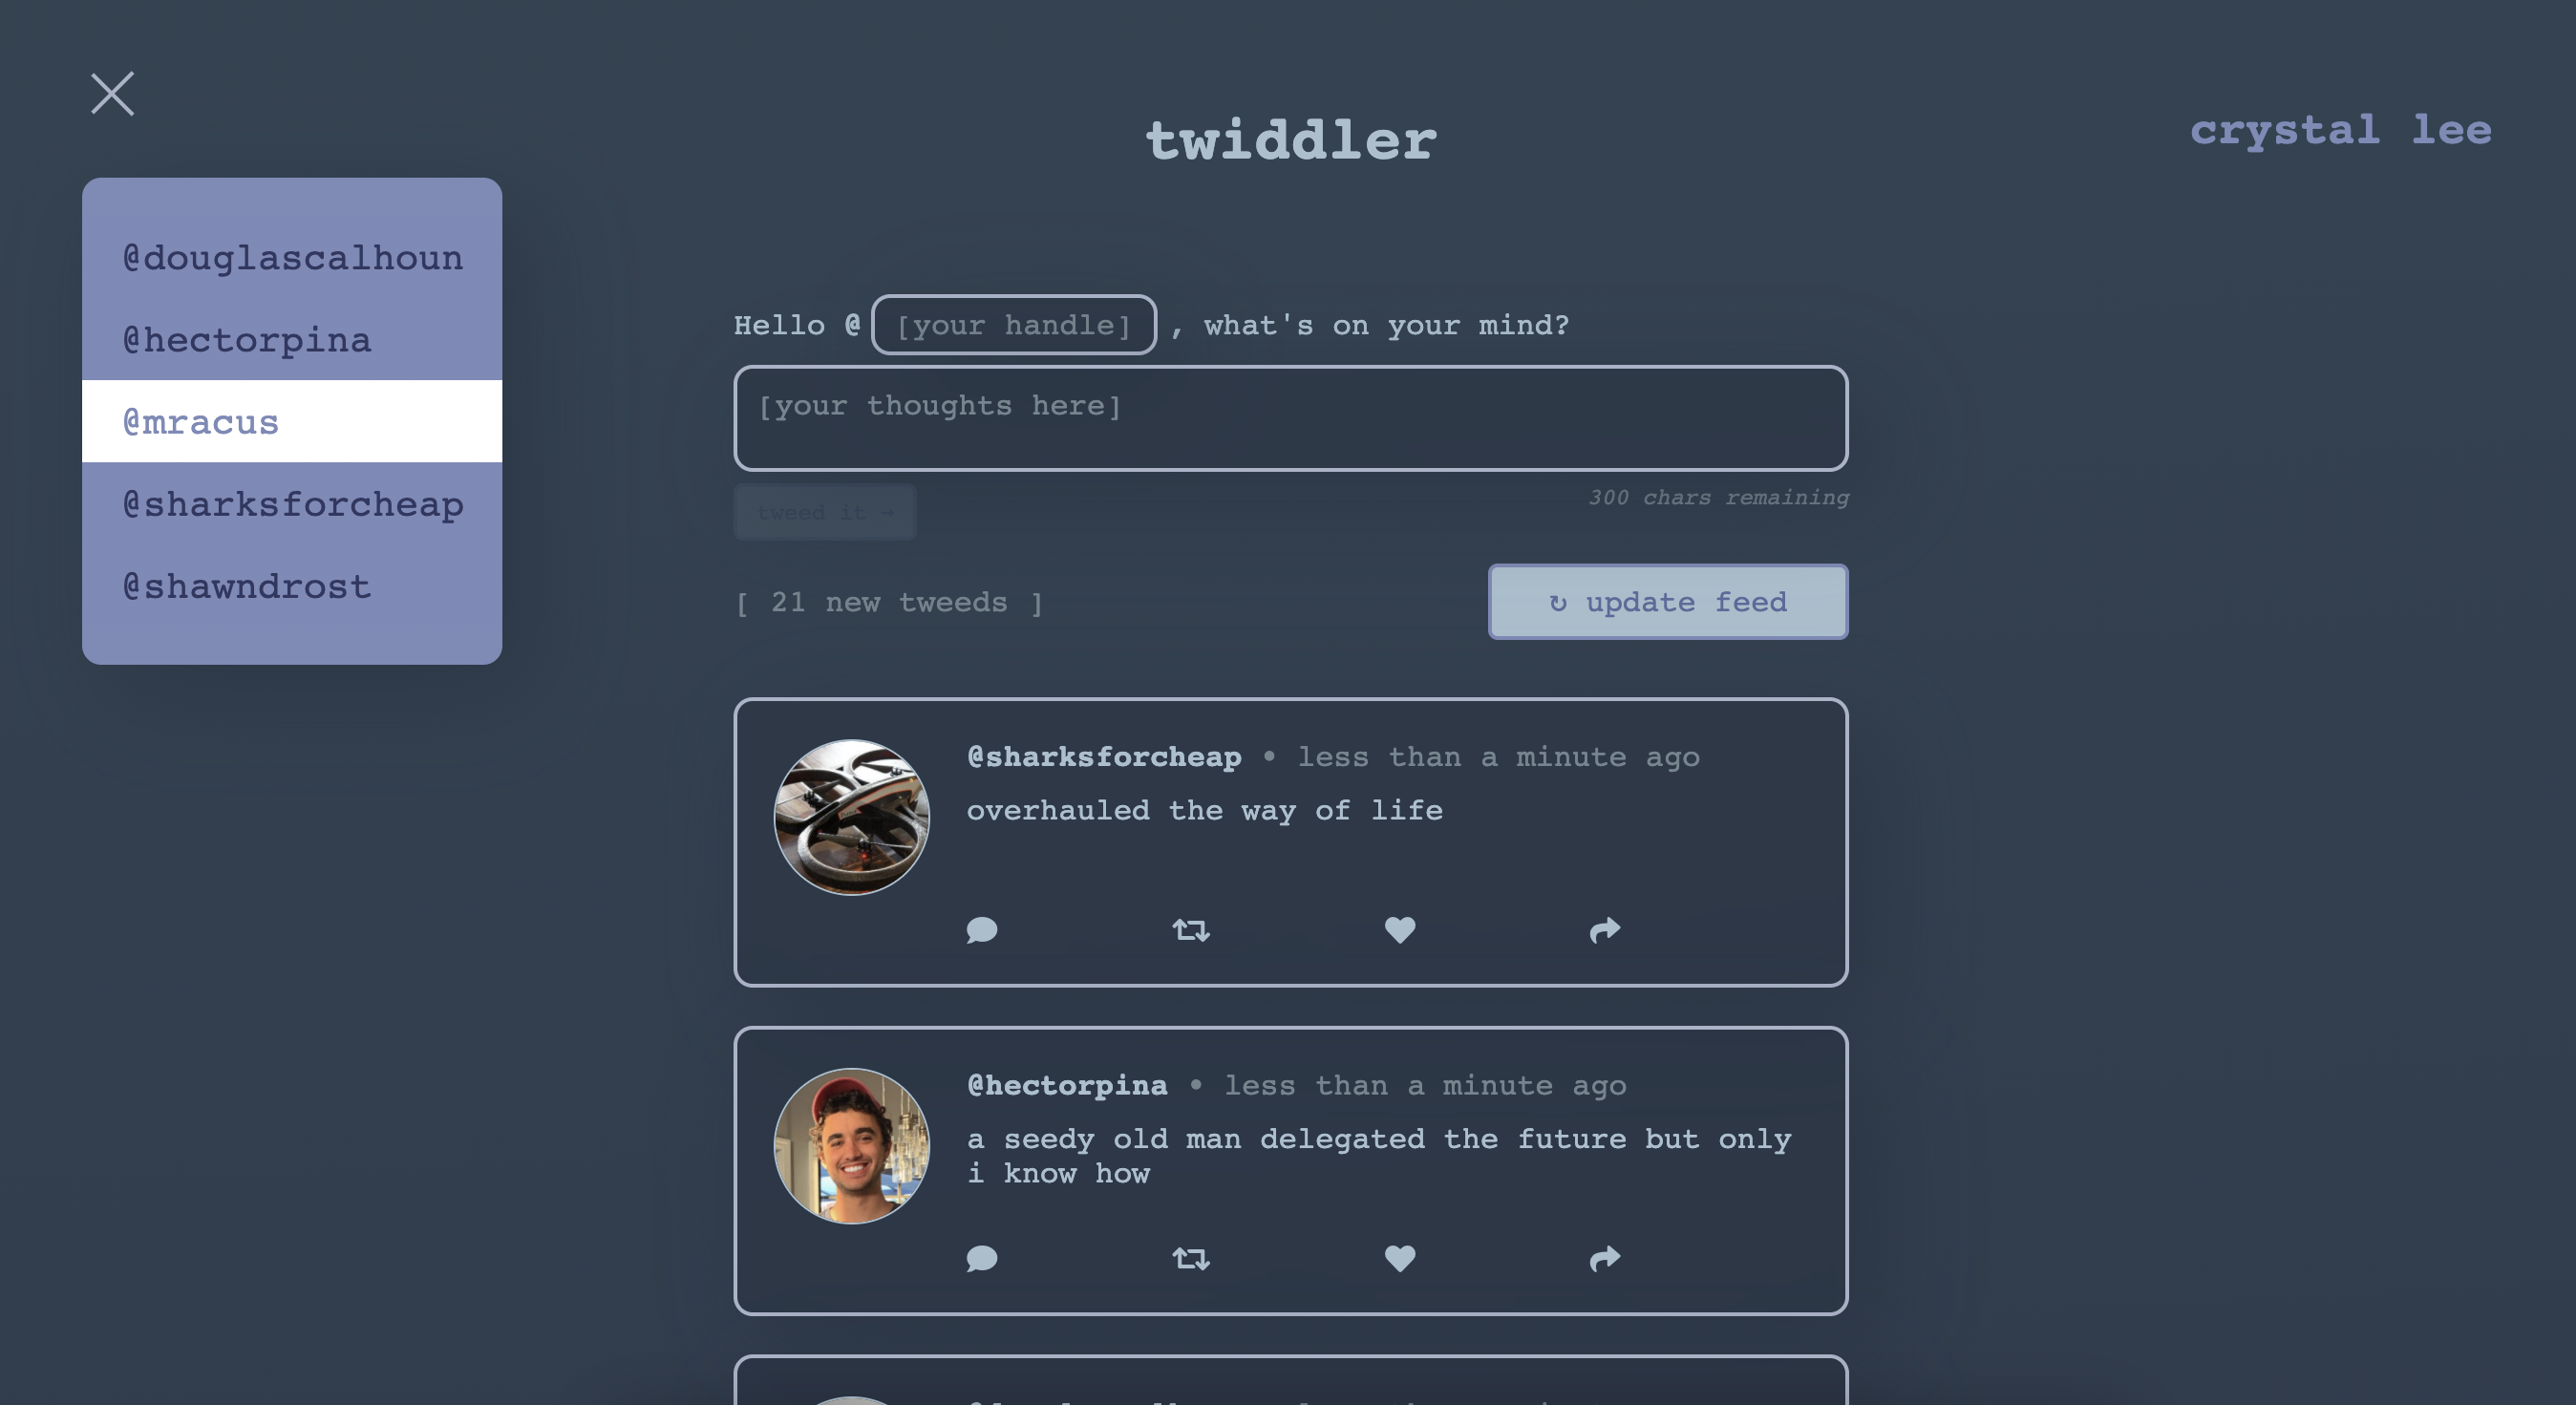 twiddler
crystal lee
@douglascalhoun
@hectorpina
@mracus
@sharksforcheap
@shawndrost
Hello @ [your handle] , what's on your mind?
[your thoughts here]
tweed it →
300 chars remaining
[ 21 new tweeds ]
↻ update feed
@sharksforcheap • less than a minute ago
overhauled the way of life
@hectorpina • less than a minute ago
a seedy old man delegated the future but only
i know how